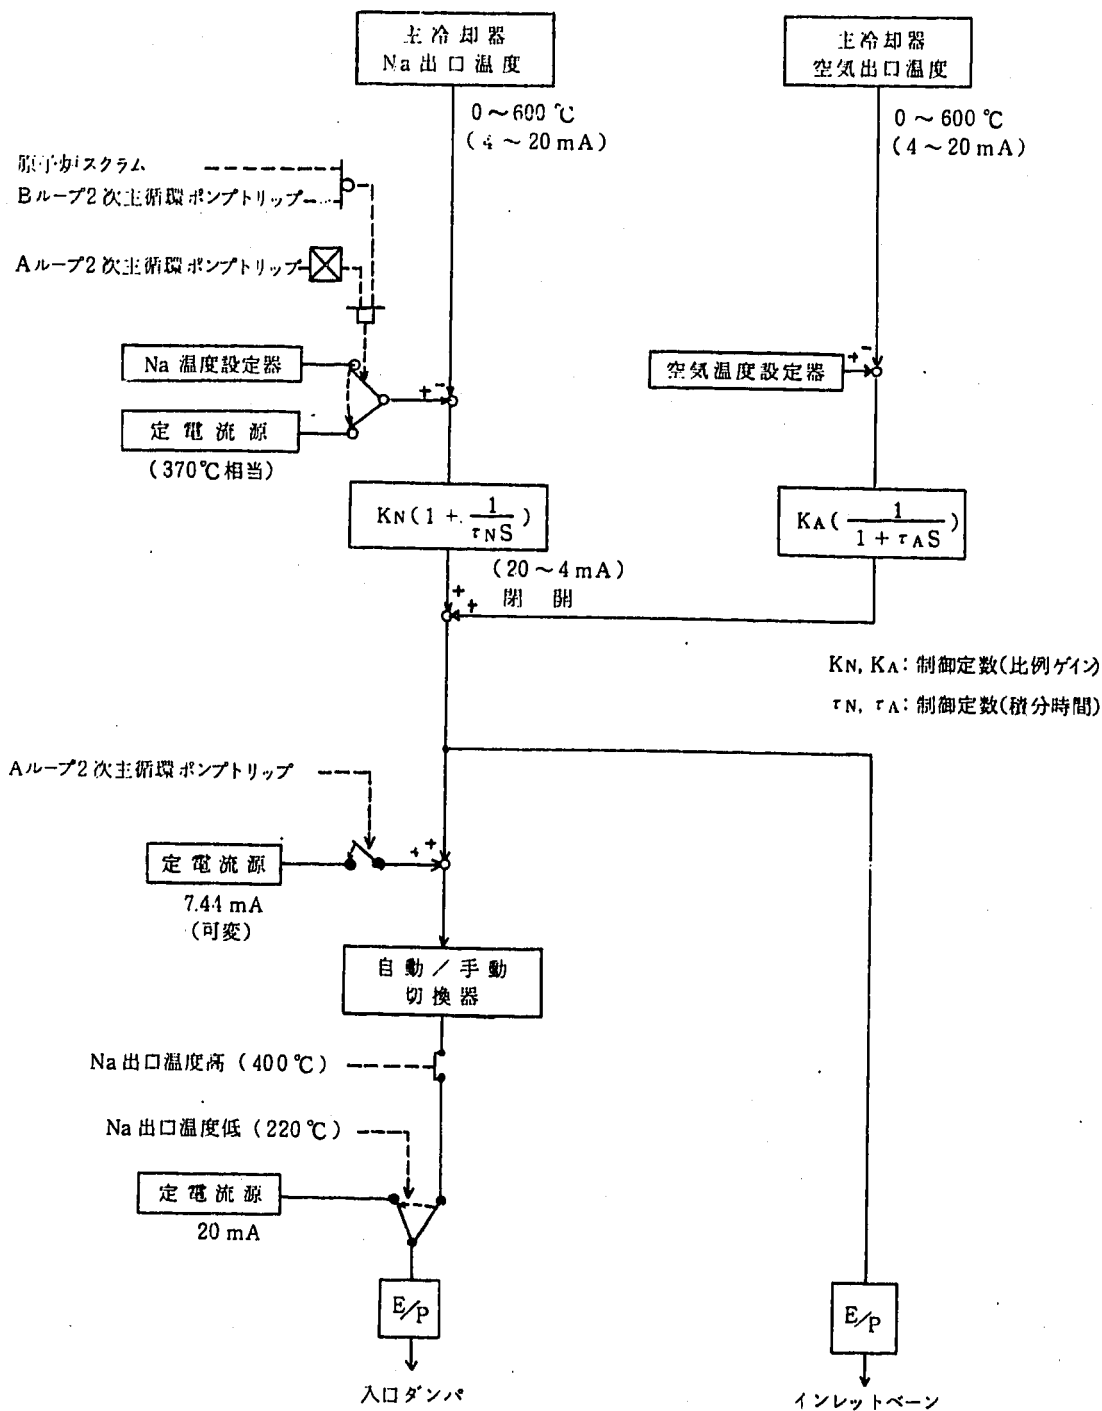 主冷却器
Na出口温度
主冷却器
空気出口温度
0～600℃
(4～20mA)
0～600℃
(4～20mA)
原子炉スクラム
Bループ2次主循環ポンプトリップ
Aループ2次主循環ポンプトリップ
Na温度設定器
+ -
空気温度設定器
+ -
定電流源
(370℃相当)
KN(1+1/τNS)
KA(1/1+τAS)
(20～4mA)
閉 開
+
+
KN, KA: 制御定数(比例ゲイン)
τN, τA: 制御定数(積分時間)
Aループ2次主循環ポンプトリップ
+ +
定電流源
7.44 mA
(可変)
自動／手動
切換器
Na出口温度高(400℃)
Na出口温度低(220℃)
定電流源
20 mA
E/P
E/P
入口ダンパ
インレットベーン